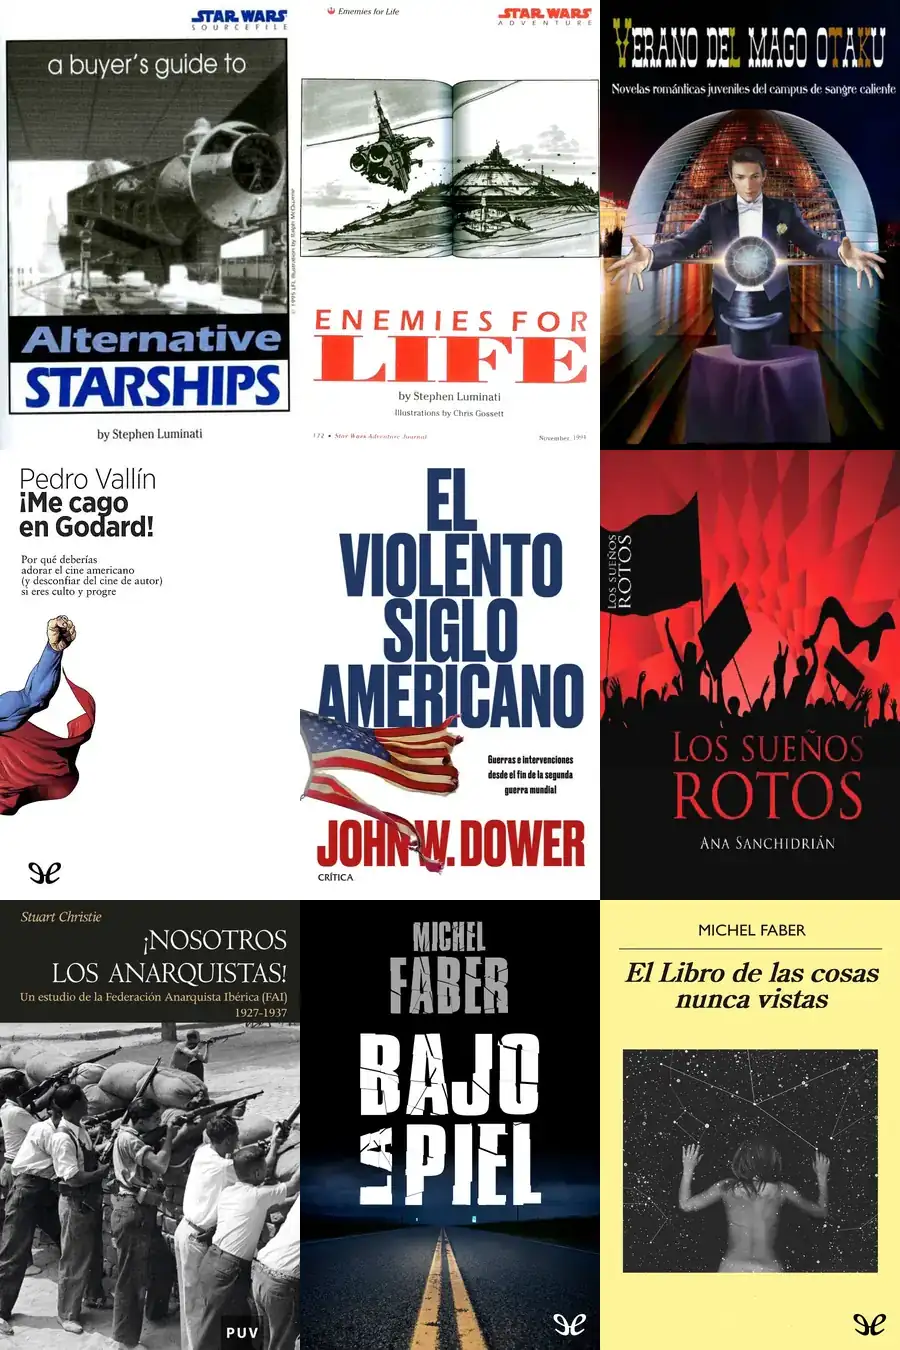 STAR WARS
SOURCEFILE
a buyer's guide to
Alternative
STARSHIPS
by Stephen Luminati
Ememies for Life
STAR WARS
ADVENTURE
ENEMIES FOR
LIFE
by Stephen Luminati
Illustrations by Chris Gossett
172 • Star Wars Adventure Journal
November, 1995
VERANO DEL MAGO OTAKU
Novelas románticas juveniles del campus de sangre caliente
Pedro Vallín
¡Me cago
en Godard!
Por qué deberías
adorar el cine americano
(y desconfiar del cine de autor)
si eres culto y progre
EL
VIOLENTO
SIGLO
AMERICANO
Guerras e intervenciones
desde el fin de la segunda
guerra mundial
JOHN W. DOWER
CRÍTICA
LOS SUEÑOS
ROTOS
LOS SUEÑOS
ROTOS
ANA SANCHIDRIÁN
Stuart Christie
¡NOSOTROS
LOS ANARQUISTAS!
Un estudio de la Federación Anarquista Ibérica (FAI)
1927-1937
PUV
MICHEL
FABER
BAJO
LA PIEL
MICHEL FABER
El Libro de las cosas
nunca vistas